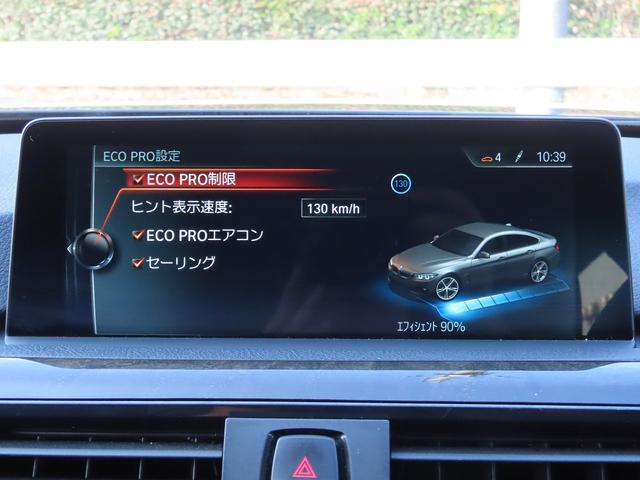 ECO PRO設定
4
10:39
ECO PRO制限
130
ヒント表示速度:
130 km/h
ECO PROエアコン
セーリング
エフィシェント 90%